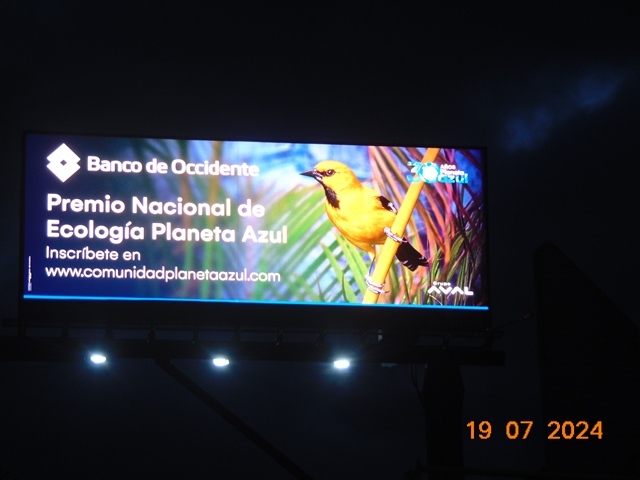 Banco de Occidente
Premio Nacional de
Ecología Planeta Azul
Inscríbete en
www.comunidadplanetaazul.com
30 Años
Planeta
azul
Grupo
AVAL
19 07 2024